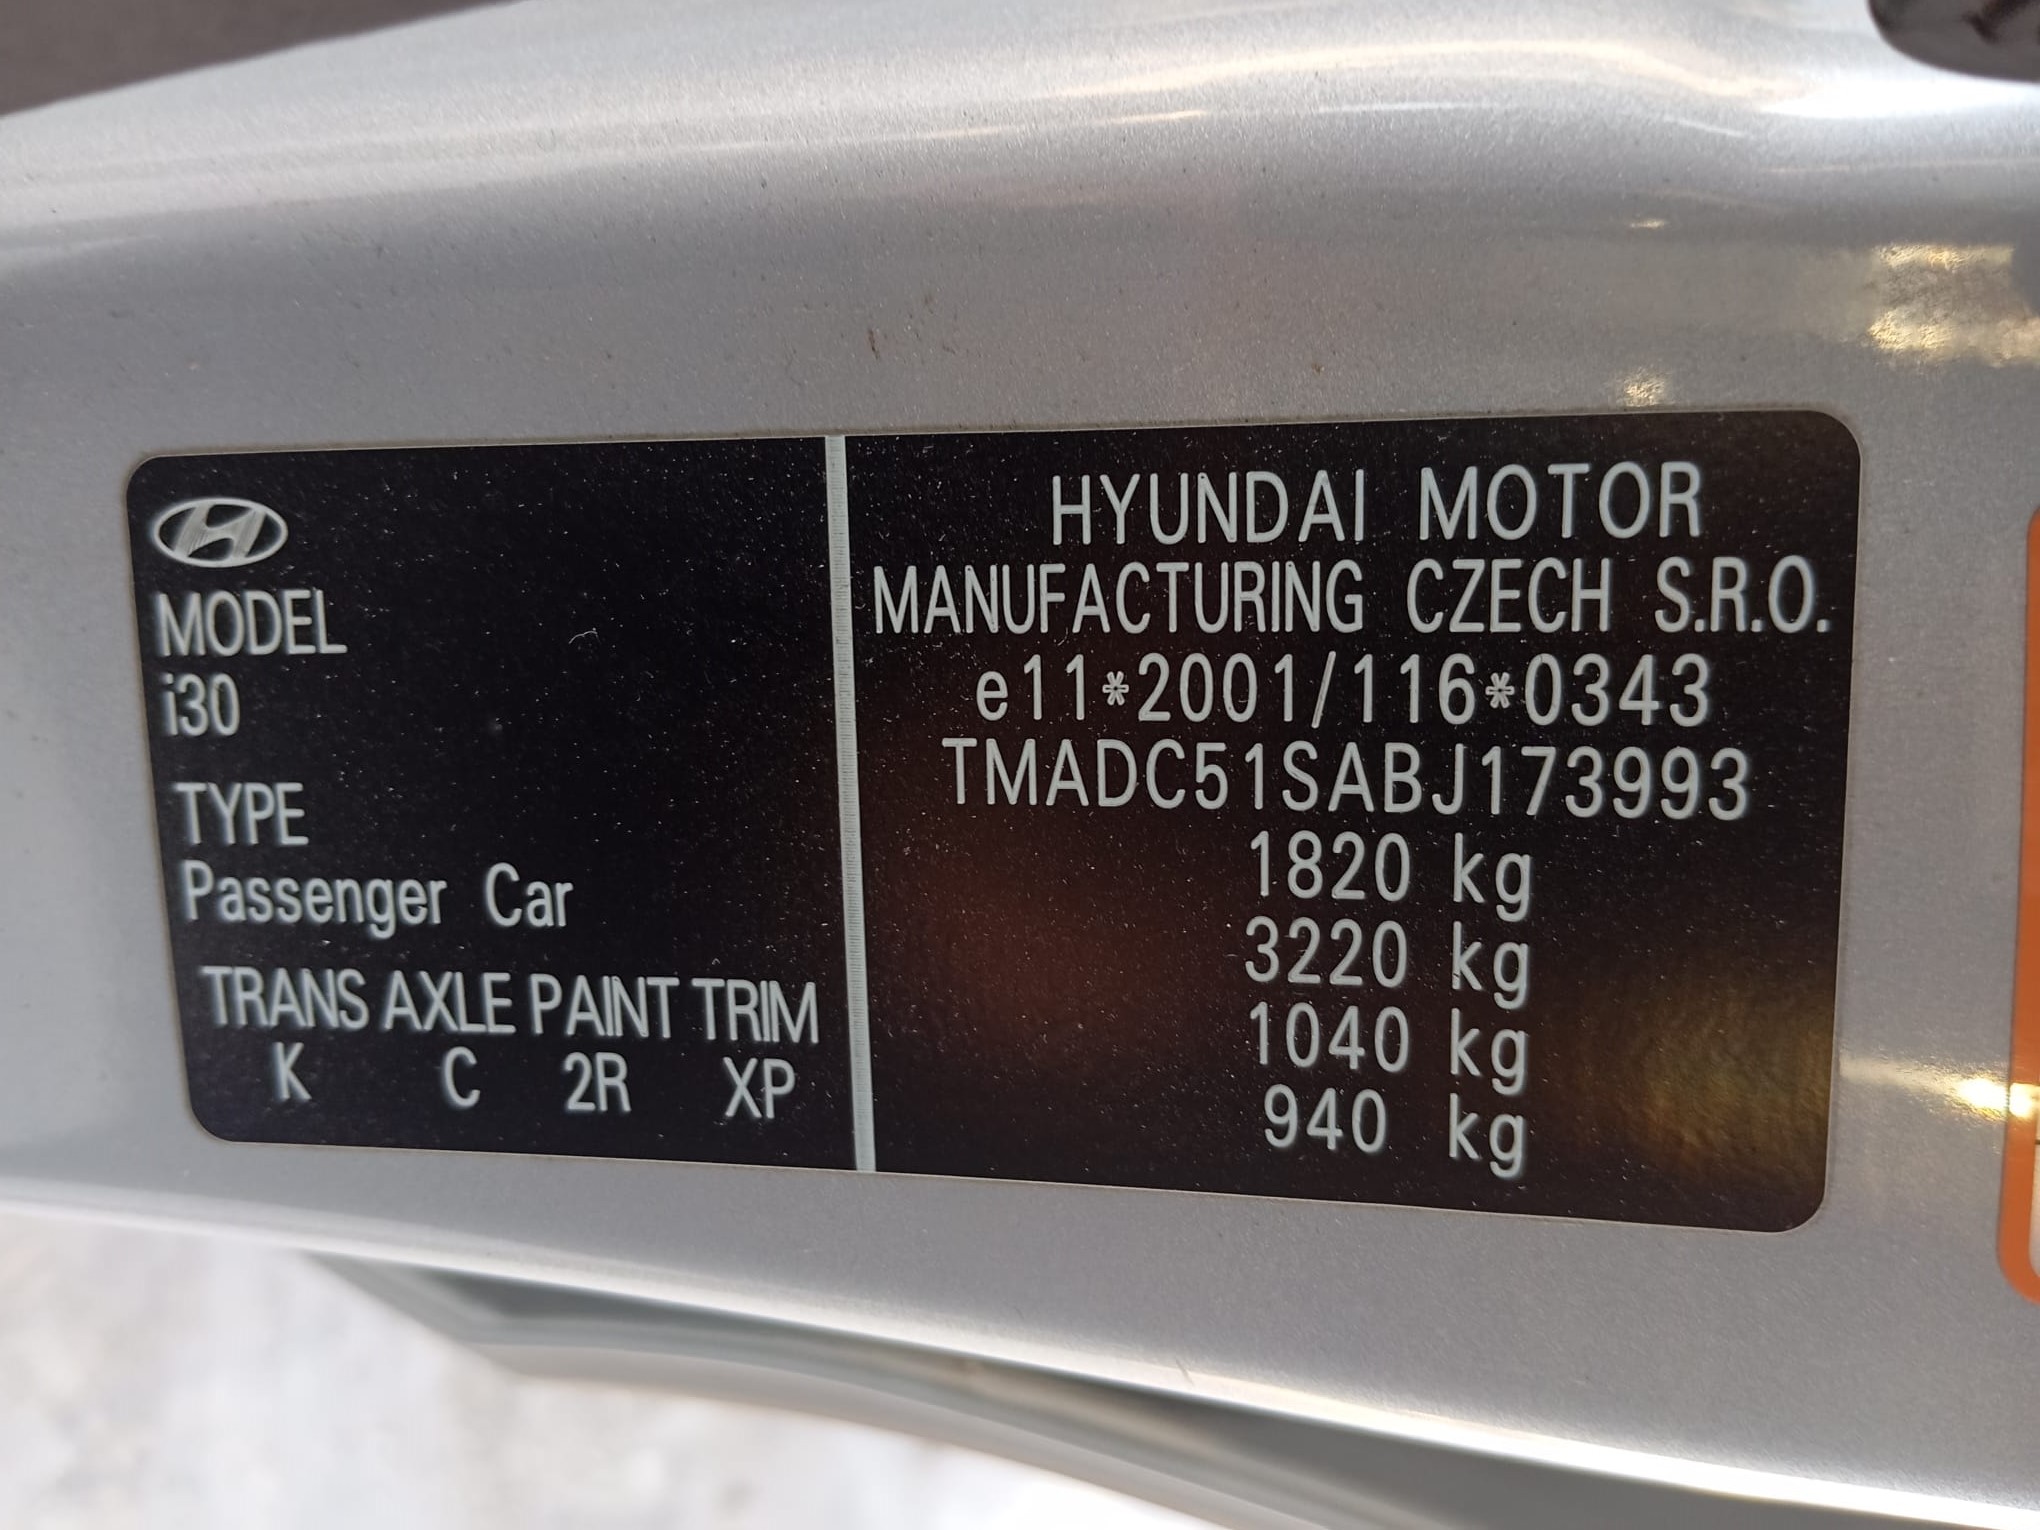 MODEL
i30
TYPE
Passenger Car
TRANS AXLE PAINT TRIM
K C 2R XP
HYUNDAI MOTOR
MANUFACTURING CZECH S.R.O.
e11*2001/116*0343
TMADC51SABJ173993
1820 kg
3220 kg
1040 kg
940 kg